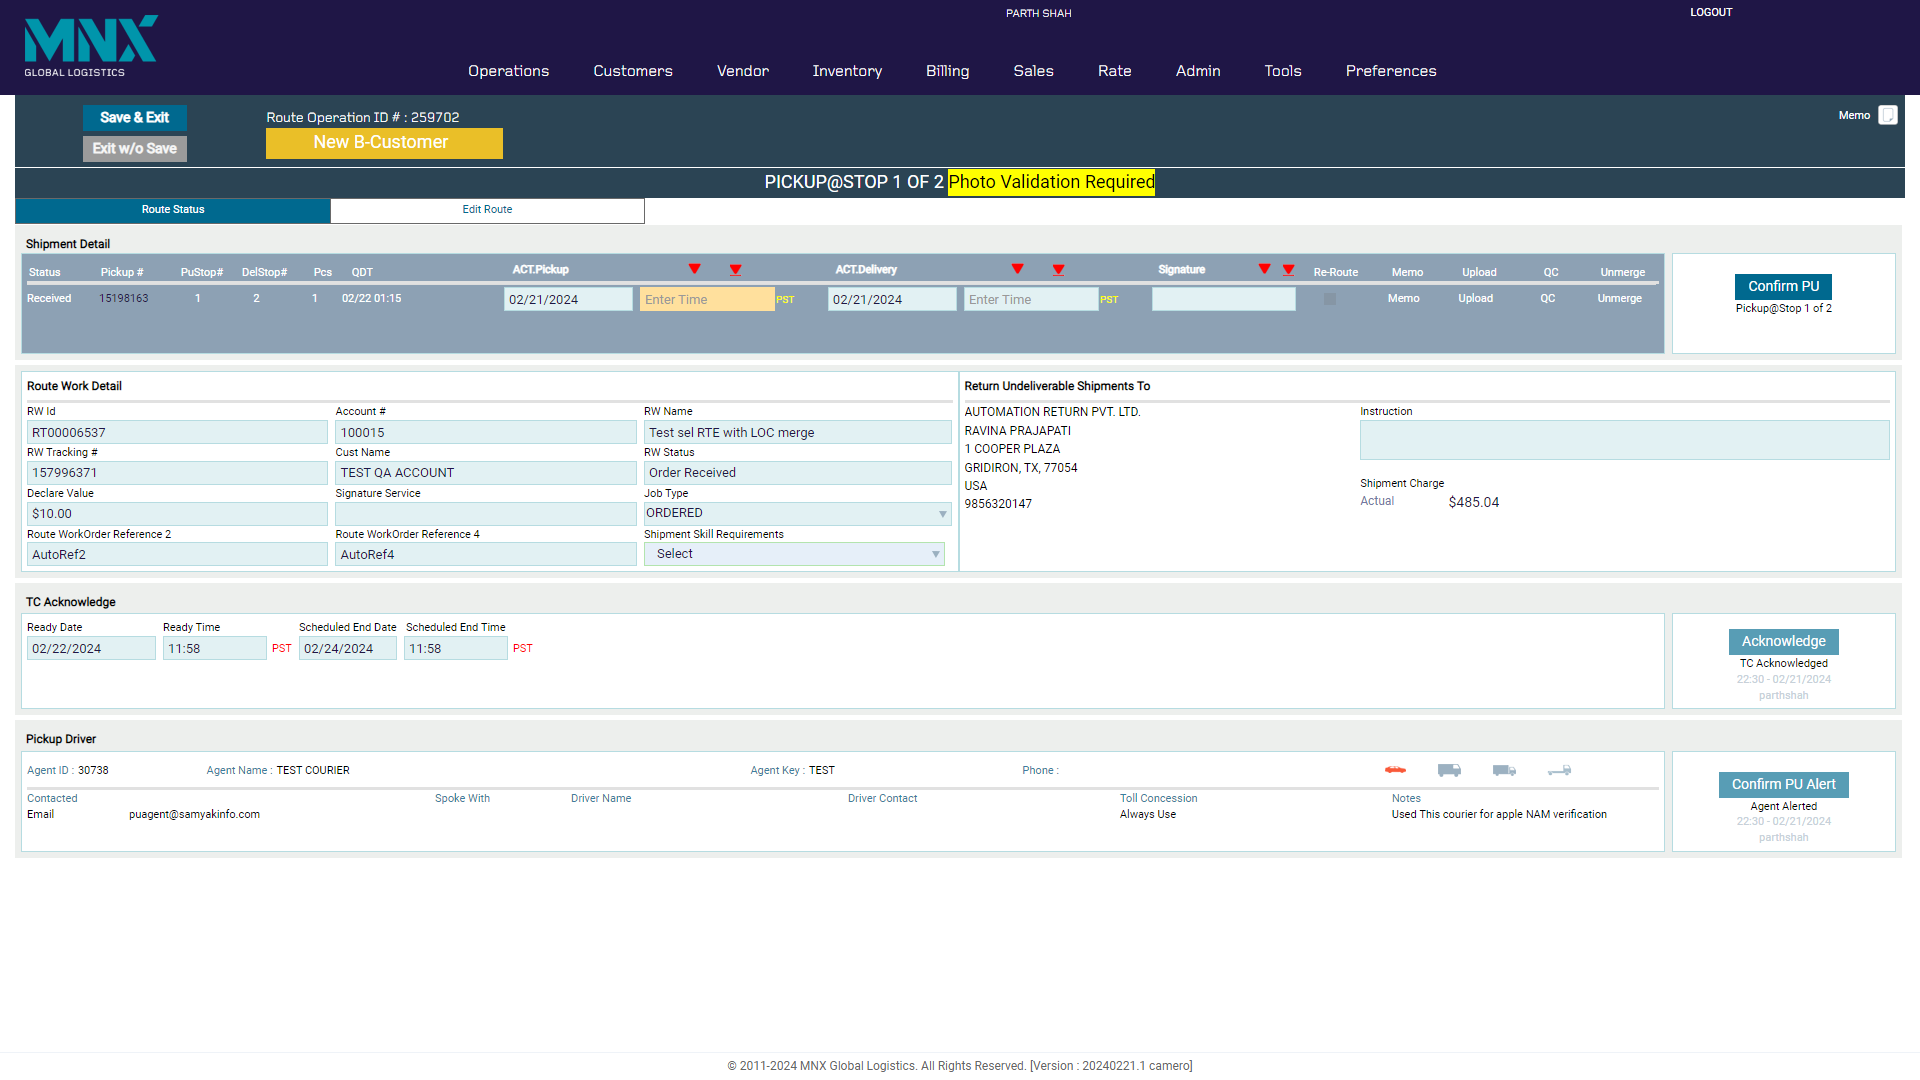 PARTH SHAH
LOGOUT
MNX
GLOBAL LOGISTICS
Operations Customers Vendor Inventory Billing Sales Rate Admin Tools Preferences
Save & Exit
Exit w/o Save
Route Operation ID # : 259702
New B-Customer
Memo
PICKUP@STOP 1 OF 2 Photo Validation Required
Route Status Edit Route
Shipment Detail
Status Pickup # PuStop# DelStop# Pcs QDT ACT.Pickup ACT.Delivery Signature Re-Route Memo Upload QC Unmerge
Received 15198163 1 2 1 02/22 01:15 02/21/2024 Enter Time PST 02/21/2024 Enter Time PST Memo Upload QC Unmerge
Confirm PU
Pickup@Stop 1 of 2
Route Work Detail
RW Id Account # RW Name
RT00006537 100015 Test sel RTE with LOC merge
RW Tracking # Cust Name RW Status
157996371 TEST QA ACCOUNT Order Received
Declare Value Signature Service Job Type
$10.00 ORDERED
Route WorkOrder Reference 2 Route WorkOrder Reference 4 Shipment Skill Requirements
AutoRef2 AutoRef4 Select
Return Undeliverable Shipments To
AUTOMATION RETURN PVT. LTD.
RAVINA PRAJAPATI
1 COOPER PLAZA
GRIDIRON, TX, 77054
USA
9856320147
Instruction
Shipment Charge
Actual $485.04
TC Acknowledge
Ready Date Ready Time Scheduled End Date Scheduled End Time
02/22/2024 11:58 PST 02/24/2024 11:58 PST
Acknowledge
TC Acknowledged
22:30 - 02/21/2024
parthshah
Pickup Driver
Agent ID : 30738 Agent Name : TEST COURIER Agent Key : TEST Phone :
Contacted Spoke With Driver Name Driver Contact Toll Concession Notes
Email puagent@samyakinfo.com Always Use Used This courier for apple NAM verification
Confirm PU Alert
Agent Alerted
22:30 - 02/21/2024
parthshah
© 2011-2024 MNX Global Logistics. All Rights Reserved. [Version : 20240221.1 camero]